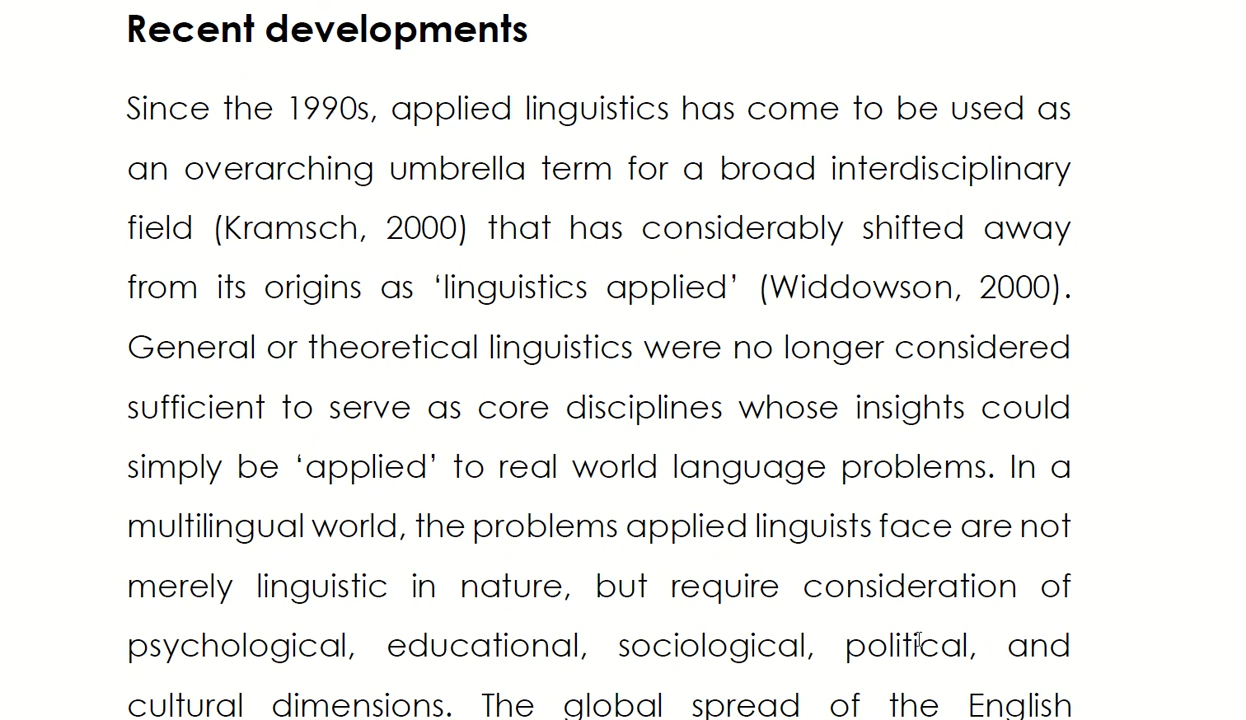 Recent developments
Since the 1990s, applied linguistics has come to be used as
an overarching umbrella term for a broad interdisciplinary
field (Kramsch, 2000) that has considerably shifted away
from its origins as ‘linguistics applied’ (Widdowson, 2000).
General or theoretical linguistics were no longer considered
sufficient to serve as core disciplines whose insights could
simply be ‘applied’ to real world language problems. In a
multilingual world, the problems applied linguists face are not
merely linguistic in nature, but require consideration of
psychological, educational, sociological, political, and
cultural dimensions. The global spread of the English